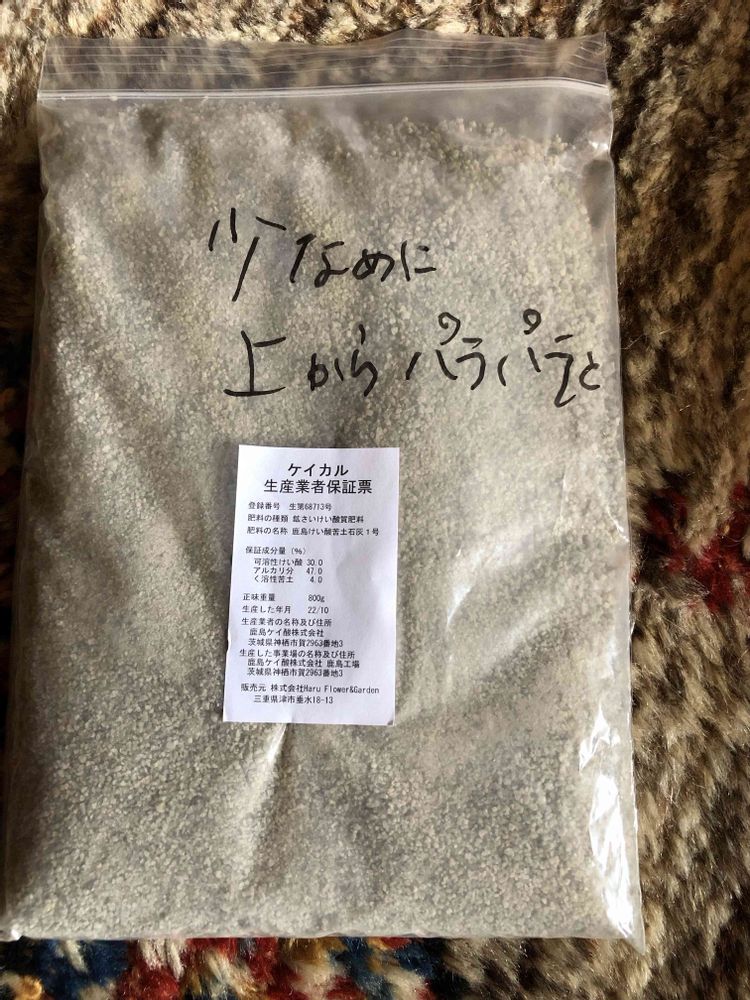 少なめに
上からパラパラと
ケイカル
生産業者保証票
登録番号 生第68713号
肥料の種類 鉱さいけい酸質肥料
肥料の名称 鹿島けい酸苦土石灰1号
保証成分量(%)
可溶性けい酸 30.0
アルカリ分 47.0
く溶性苦土 4.0
正味重量 800g
生産した年月 22/10
生産業者の名称及び住所
鹿島ケイ酸株式会社
茨城県神栖市賀2963番地3
生産した事業場の名称及び住所
鹿島ケイ酸株式会社 鹿島工場
茨城県神栖市賀2963番地3
販売元 株式会社Haru Flower&Garden
三重県津市垂水18-13